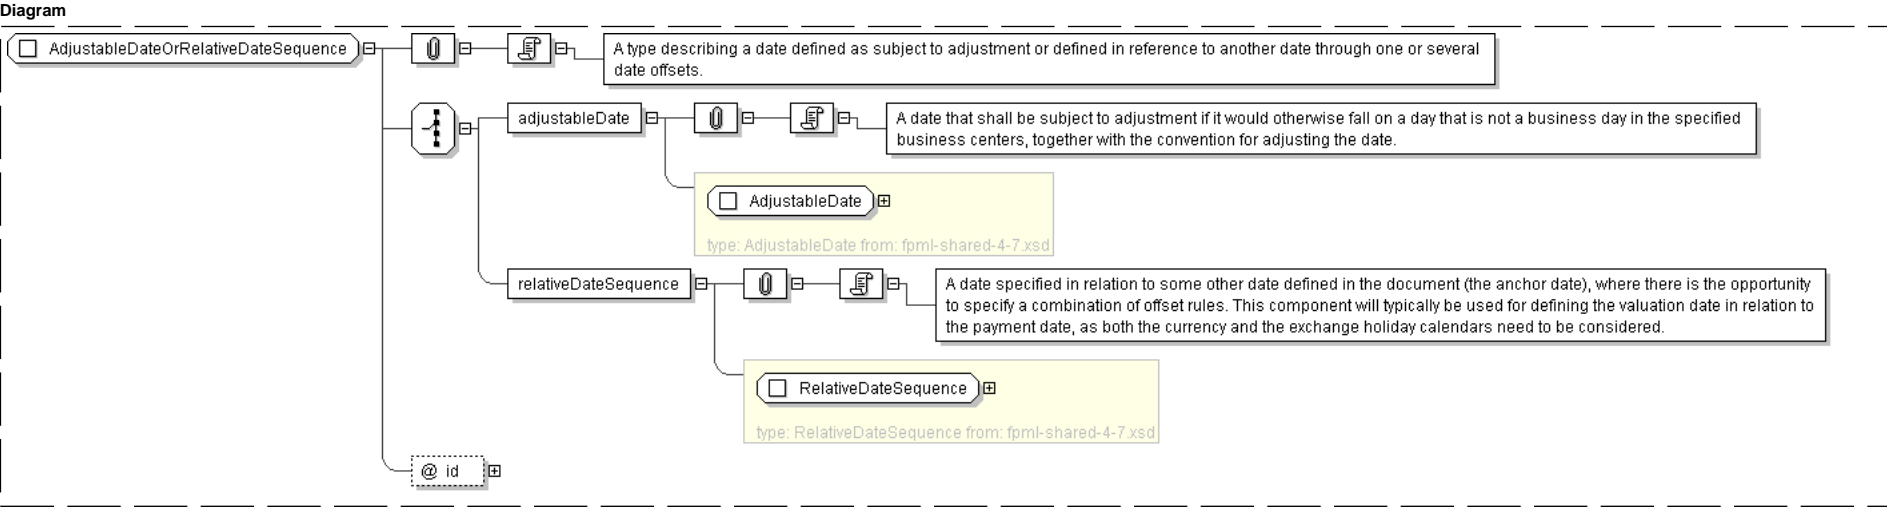 Diagram
AdjustableDateOrRelativeDateSequence
A type describing a date defined as subject to adjustment or defined in reference to another date through one or several
date offsets.
adjustableDate
A date that shall be subject to adjustment if it would otherwise fall on a day that is not a business day in the specified
business centers, together with the convention for adjusting the date.
AdjustableDate
type: AdjustableDate from: fpml-shared-4-7.xsd
relativeDateSequence
A date specified in relation to some other date defined in the document (the anchor date), where there is the opportunity
to specify a combination of offset rules. This component will typically be used for defining the valuation date in relation to
the payment date, as both the currency and the exchange holiday calendars need to be considered.
RelativeDateSequence
type: RelativeDateSequence from: fpml-shared-4-7.xsd
@ id